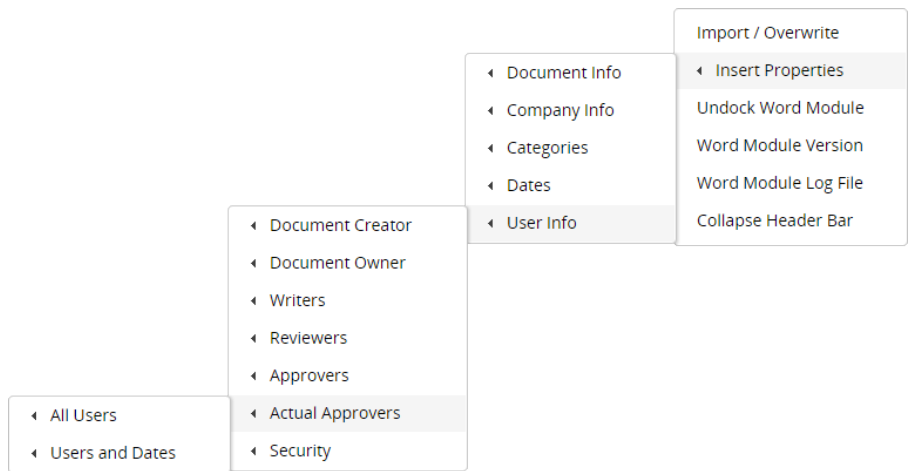 Import / Overwrite
Insert Properties
Undock Word Module
Word Module Version
Word Module Log File
Collapse Header Bar
Document Info
Company Info
Categories
Dates
User Info
Document Creator
Document Owner
Writers
Reviewers
Approvers
Actual Approvers
Security
All Users
Users and Dates